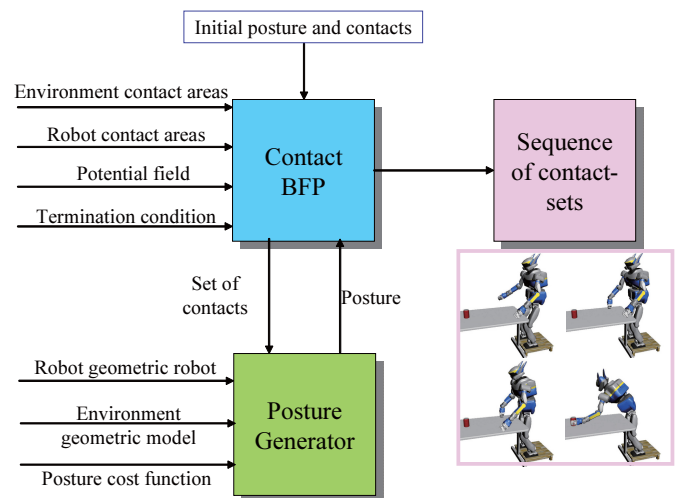 Initial posture and contacts
Environment contact areas
Robot contact areas
Potential field
Termination condition
Contact
BFP
Sequence
of contact-
sets
Set of
contacts
Posture
Robot geometric robot
Environment
geometric model
Posture cost function
Posture
Generator